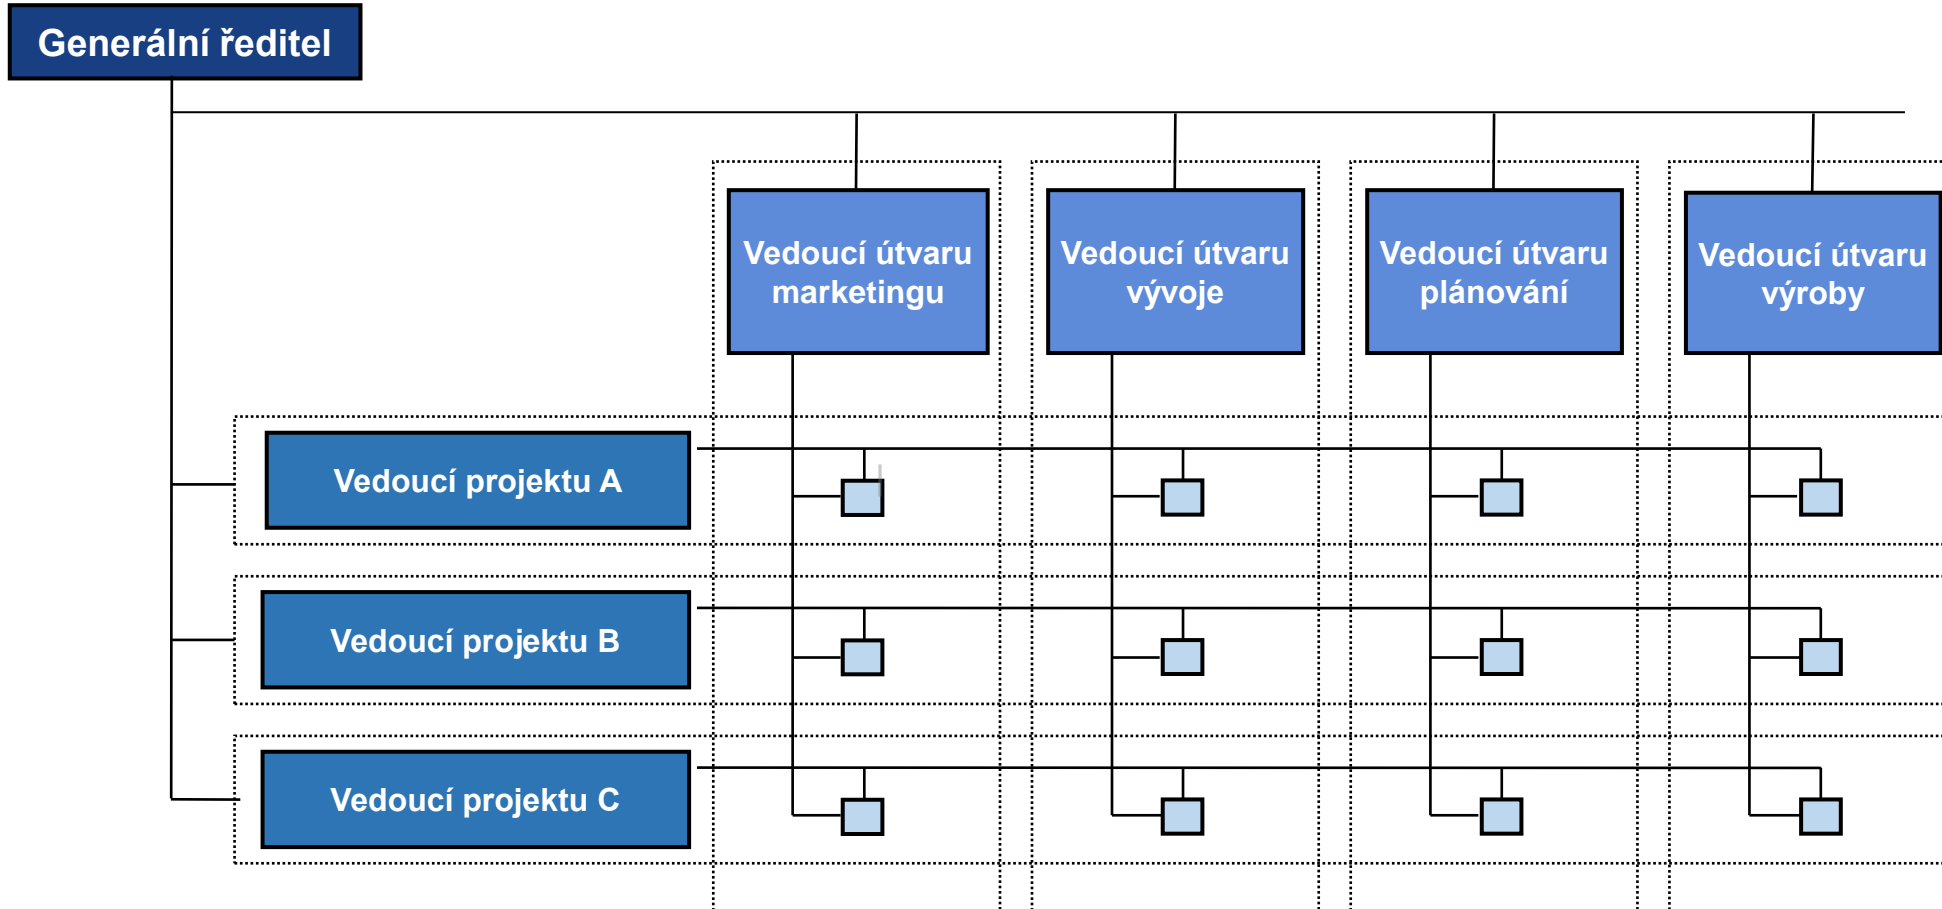 Generální ředitel
Vedoucí útvaru
marketingu
Vedoucí útvaru
vývoje
Vedoucí útvaru
plánování
Vedoucí útvaru
výroby
Vedoucí projektu A
Vedoucí projektu B
Vedoucí projektu C